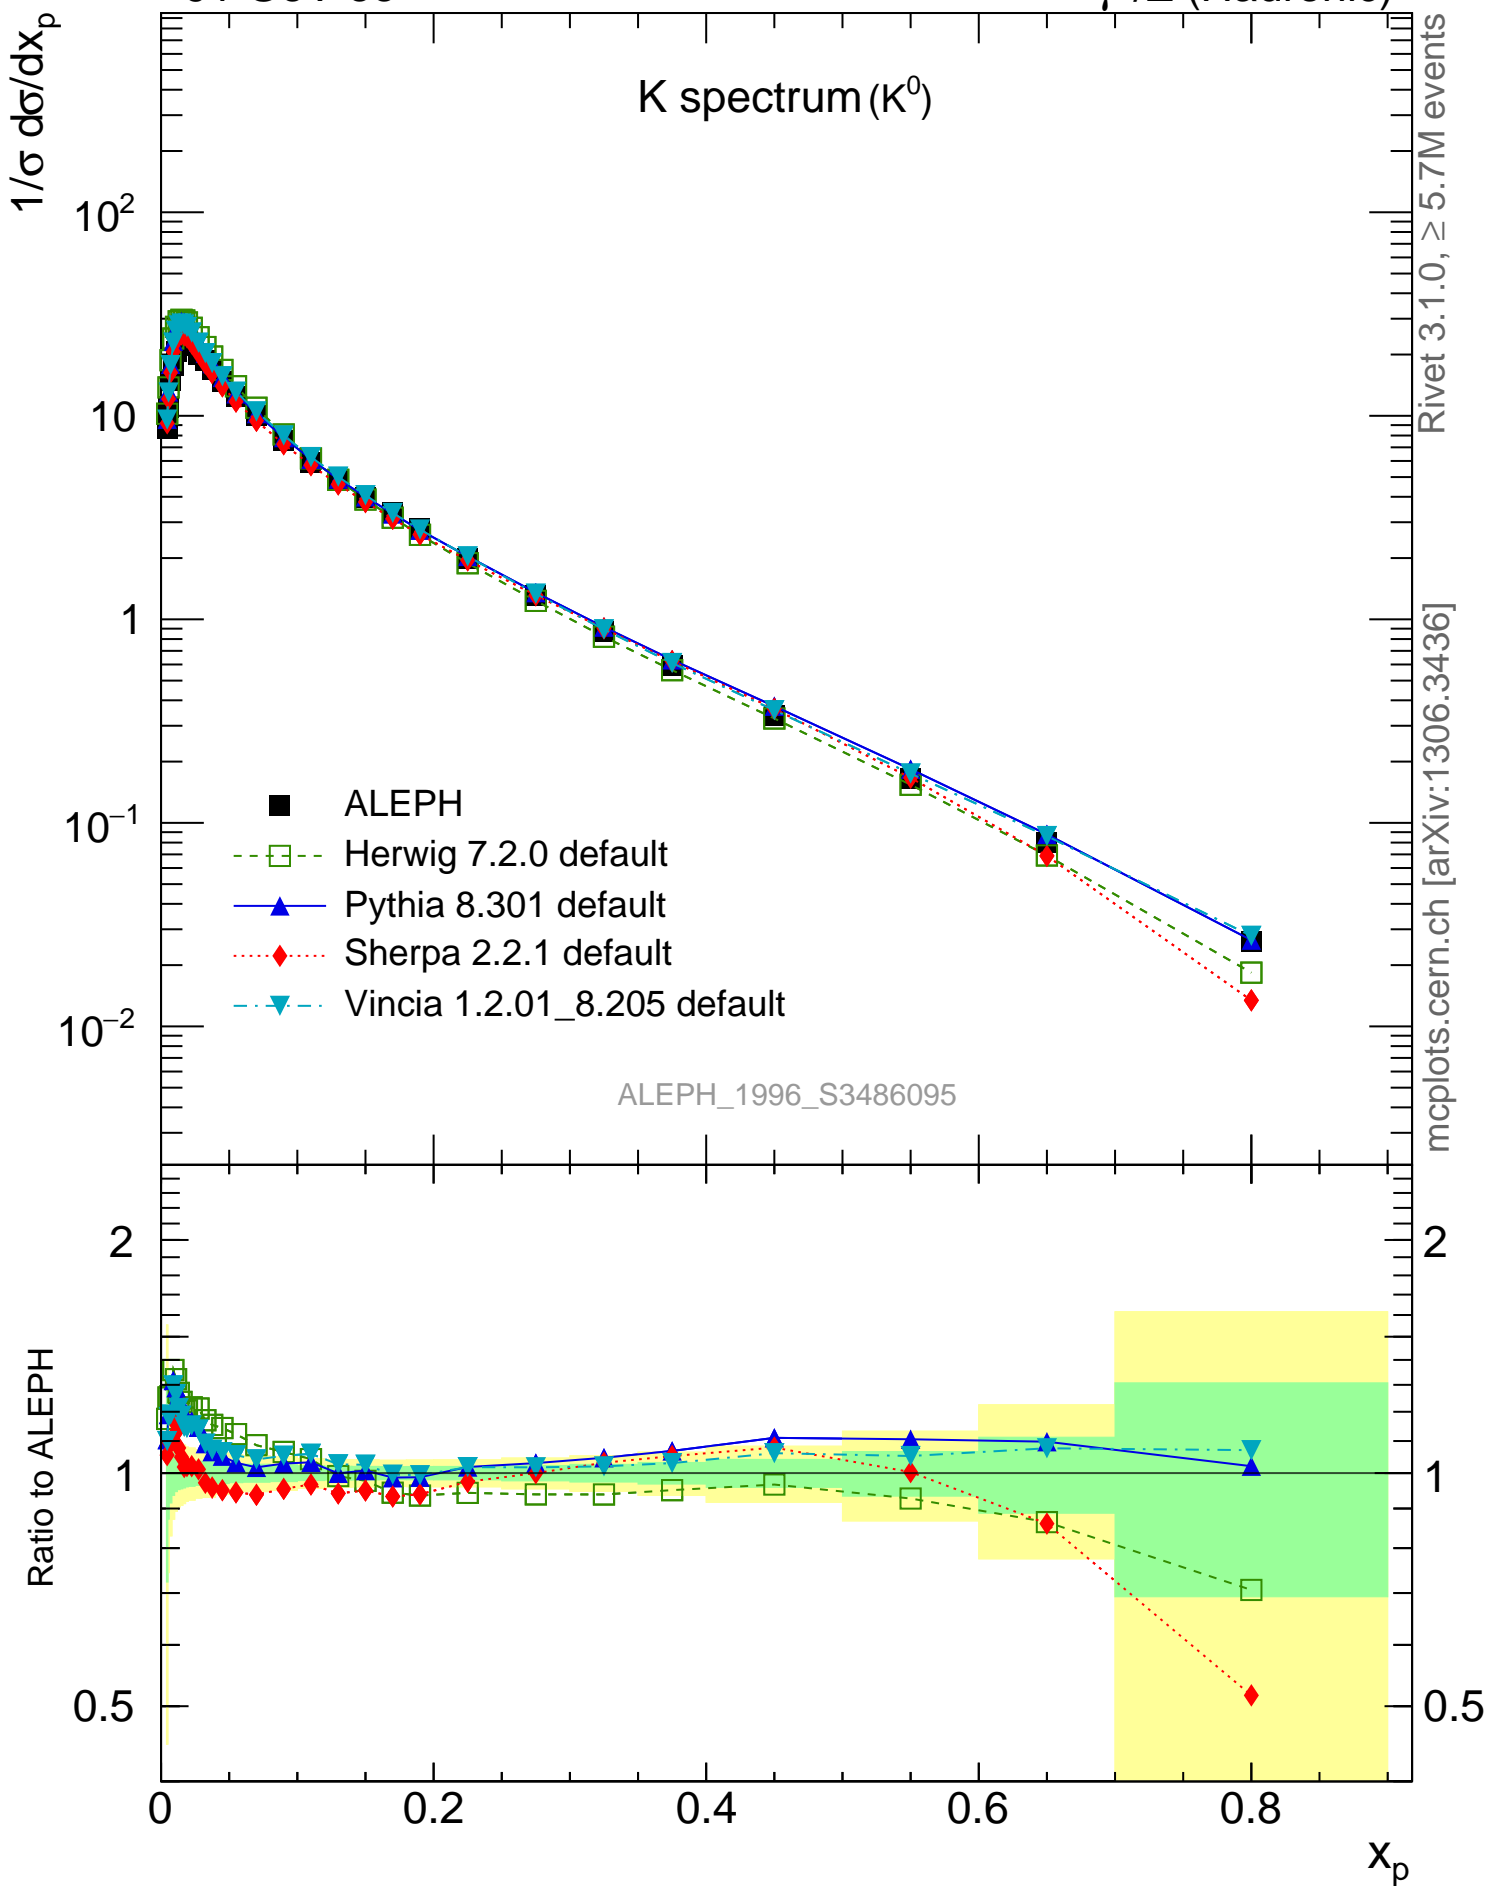 K spectrum (K⁰)
1/σ dσ/dxₚ
10²
10
1
10⁻¹
10⁻²
ALEPH
Herwig 7.2.0 default
Pythia 8.301 default
Sherpa 2.2.1 default
Vincia 1.2.01_8.205 default
ALEPH_1996_S3486095
Rivet 3.1.0, ≥ 5.7M events
mcplots.cern.ch [arXiv:1306.3436]
Ratio to ALEPH
2
1
0.5
2
1
0.5
0 0.2 0.4 0.6 0.8
xₚ